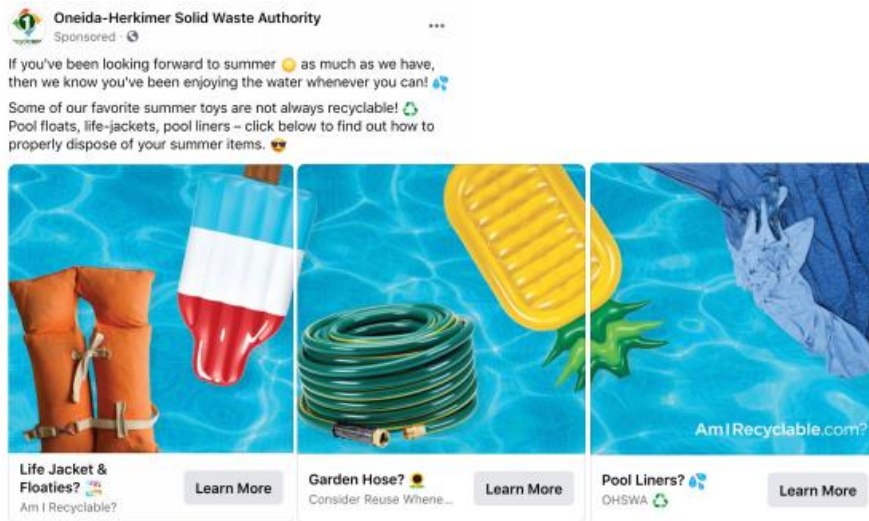 Oneida-Herkimer Solid Waste Authority
Sponsored ·
If you've been looking forward to summer 🌞 as much as we have,
then we know you've been enjoying the water whenever you can! 💦
Some of our favorite summer toys are not always recyclable! ♻️
Pool floats, life-jackets, pool liners – click below to find out how to
properly dispose of your summer items. 😎
AmIRecyclable.com?
Life Jacket &
Floaties?
Am I Recyclable?
Learn More
Garden Hose? 🌻
Consider Reuse Whene...
Learn More
Pool Liners? 💦
OHSWA ♻️
Learn More